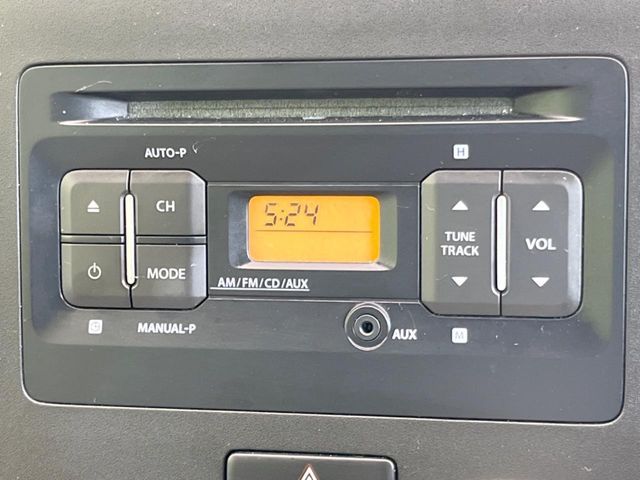 AUTO-P
H
CH
5:24
TUNE
TRACK
VOL
MODE
AM/FM/CD/AUX
C
MANUAL-P
AUX
M